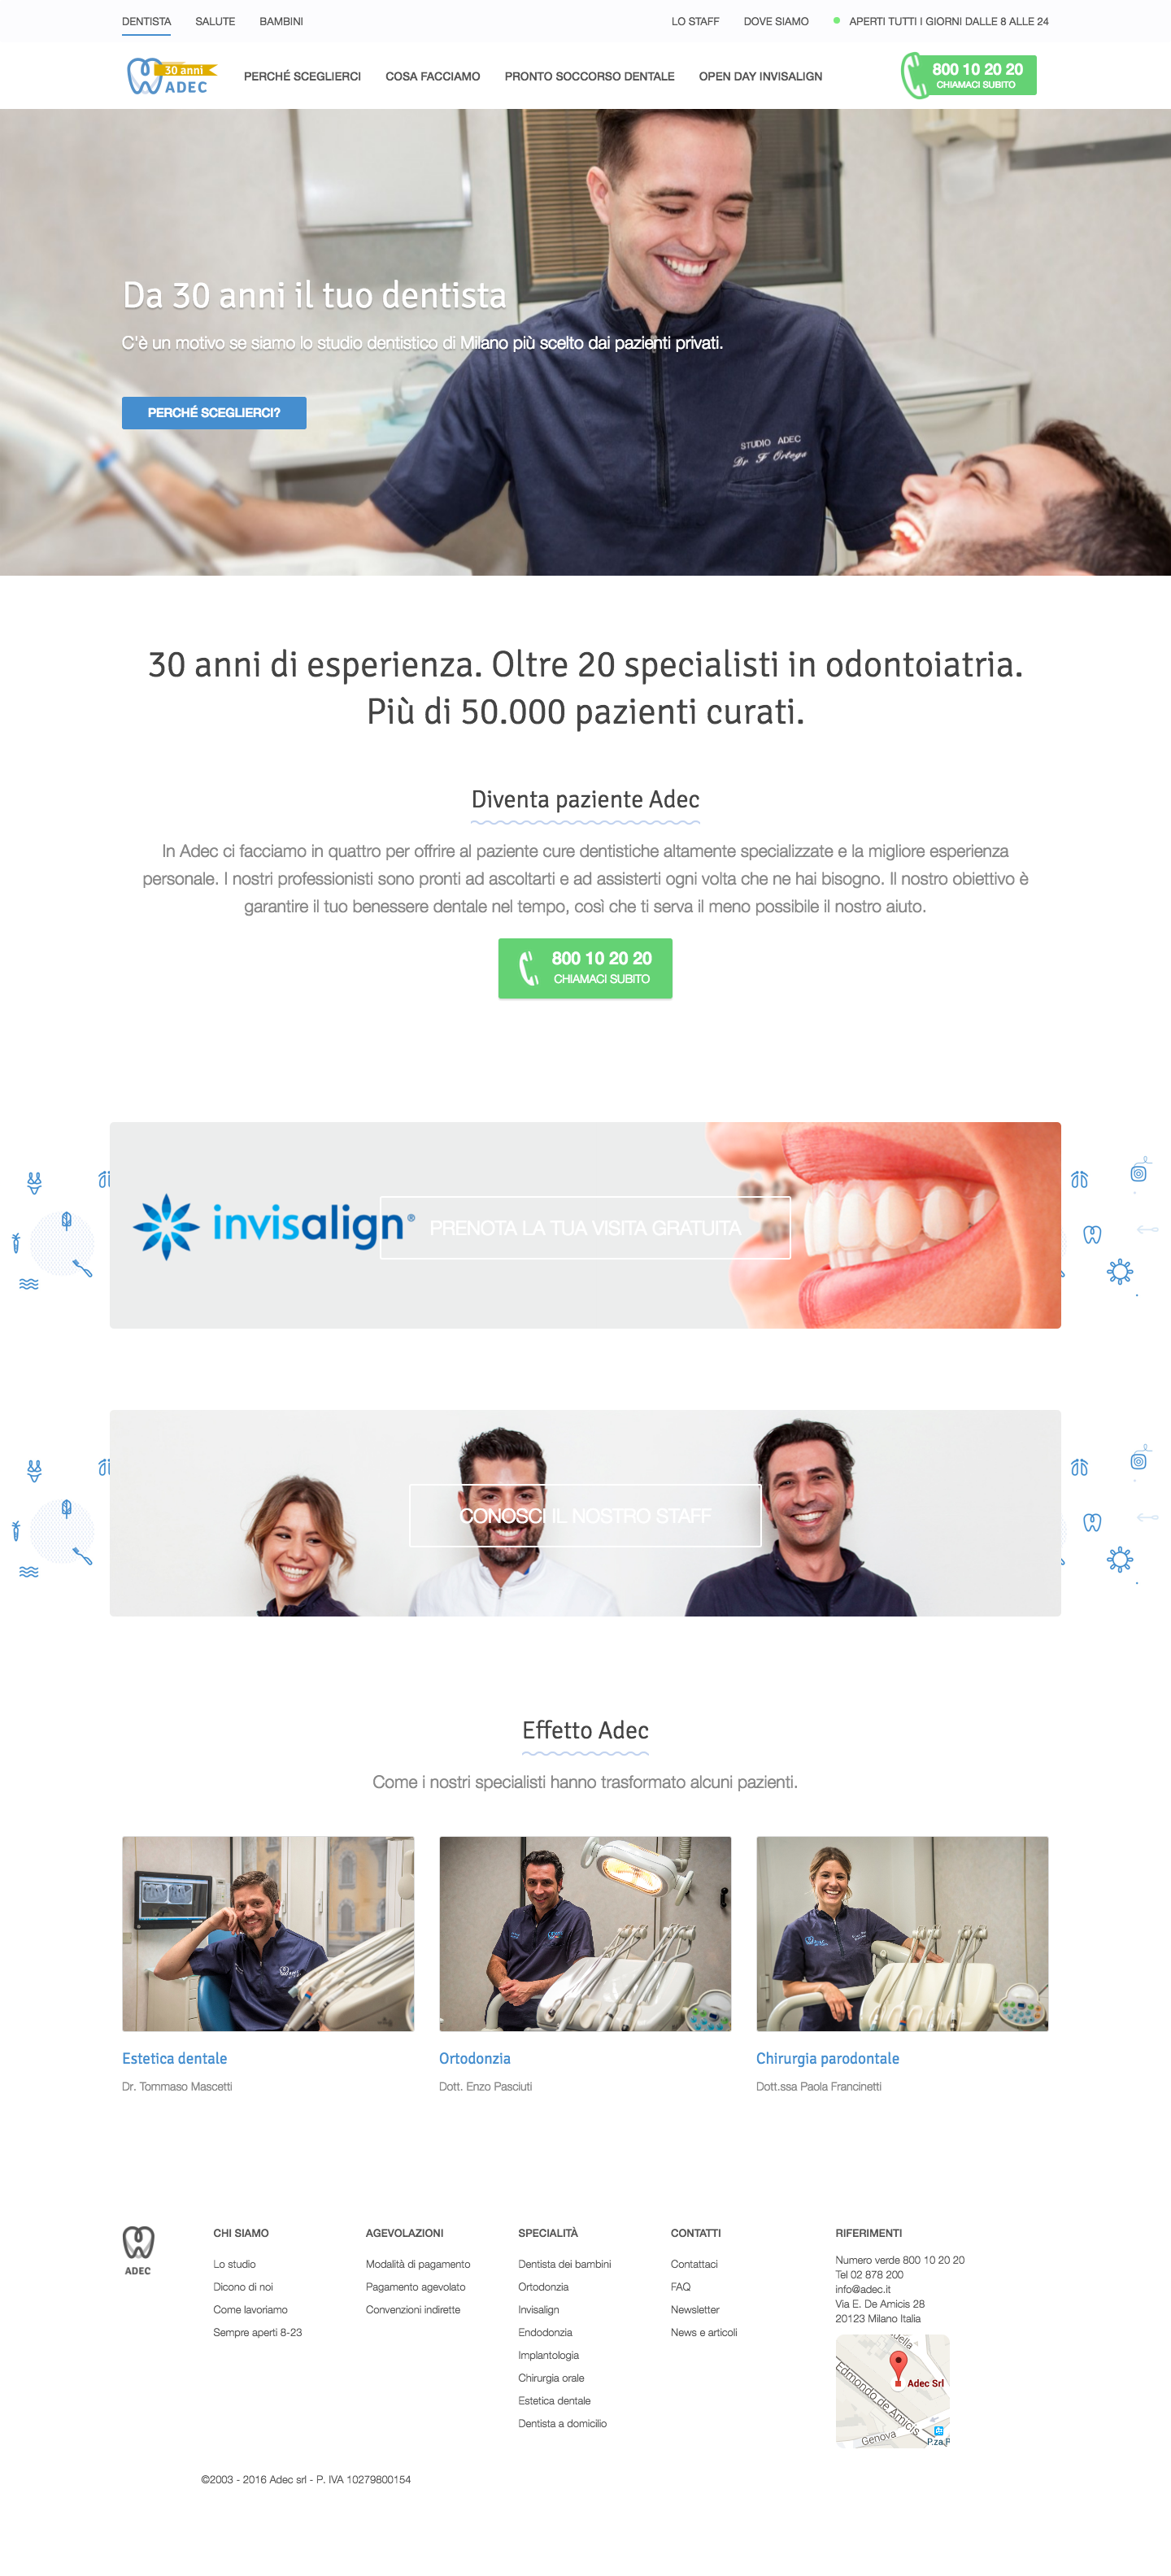 DENTISTA SALUTE BAMBINI LO STAFF DOVE SIAMO APERTI TUTTI I GIORNI DALLE 8 ALLE 24
30 anni
ADEC
PERCHÉ SCEGLIERCI COSA FACCIAMO PRONTO SOCCORSO DENTALE OPEN DAY INVISALIGN
800 10 20 20
CHIAMACI SUBITO
Da 30 anni il tuo dentista
C'è un motivo se siamo lo studio dentistico di Milano più scelto dai pazienti privati.
PERCHÉ SCEGLIERCI?
STUDIO ADEC
Dr F Ortega
30 anni di esperienza. Oltre 20 specialisti in odontoiatria.
Più di 50.000 pazienti curati.
Diventa paziente Adec
In Adec ci facciamo in quattro per offrire al paziente cure dentistiche altamente specializzate e la migliore esperienza
personale. I nostri professionisti sono pronti ad ascoltarti e ad assisterti ogni volta che ne hai bisogno. Il nostro obiettivo è
garantire il tuo benessere dentale nel tempo, così che ti serva il meno possibile il nostro aiuto.
800 10 20 20
CHIAMACI SUBITO
invisalign®
PRENOTA LA TUA VISITA GRATUITA
CONOSCI IL NOSTRO STAFF
Effetto Adec
Come i nostri specialisti hanno trasformato alcuni pazienti.
Estetica dentale
Dr. Tommaso Mascetti
Ortodonzia
Dott. Enzo Pasciuti
Chirurgia parodontale
Dott.ssa Paola Francinetti
ADEC
CHI SIAMO
Lo studio
Dicono di noi
Come lavoriamo
Sempre aperti 8-23
AGEVOLAZIONI
Modalità di pagamento
Pagamento agevolato
Convenzioni indirette
SPECIALITÀ
Dentista dei bambini
Ortodonzia
Invisalign
Endodonzia
Implantologia
Chirurgia orale
Estetica dentale
Dentista a domicilio
CONTATTI
Contattaci
FAQ
Newsletter
News e articoli
RIFERIMENTI
Numero verde 800 10 20 20
Tel 02 878 200
info@adec.it
Via E. De Amicis 28
20123 Milano Italia
Adec Srl
Edmondo de Amicis
Genova
P.za
©2003 - 2016 Adec srl - P. IVA 10279800154